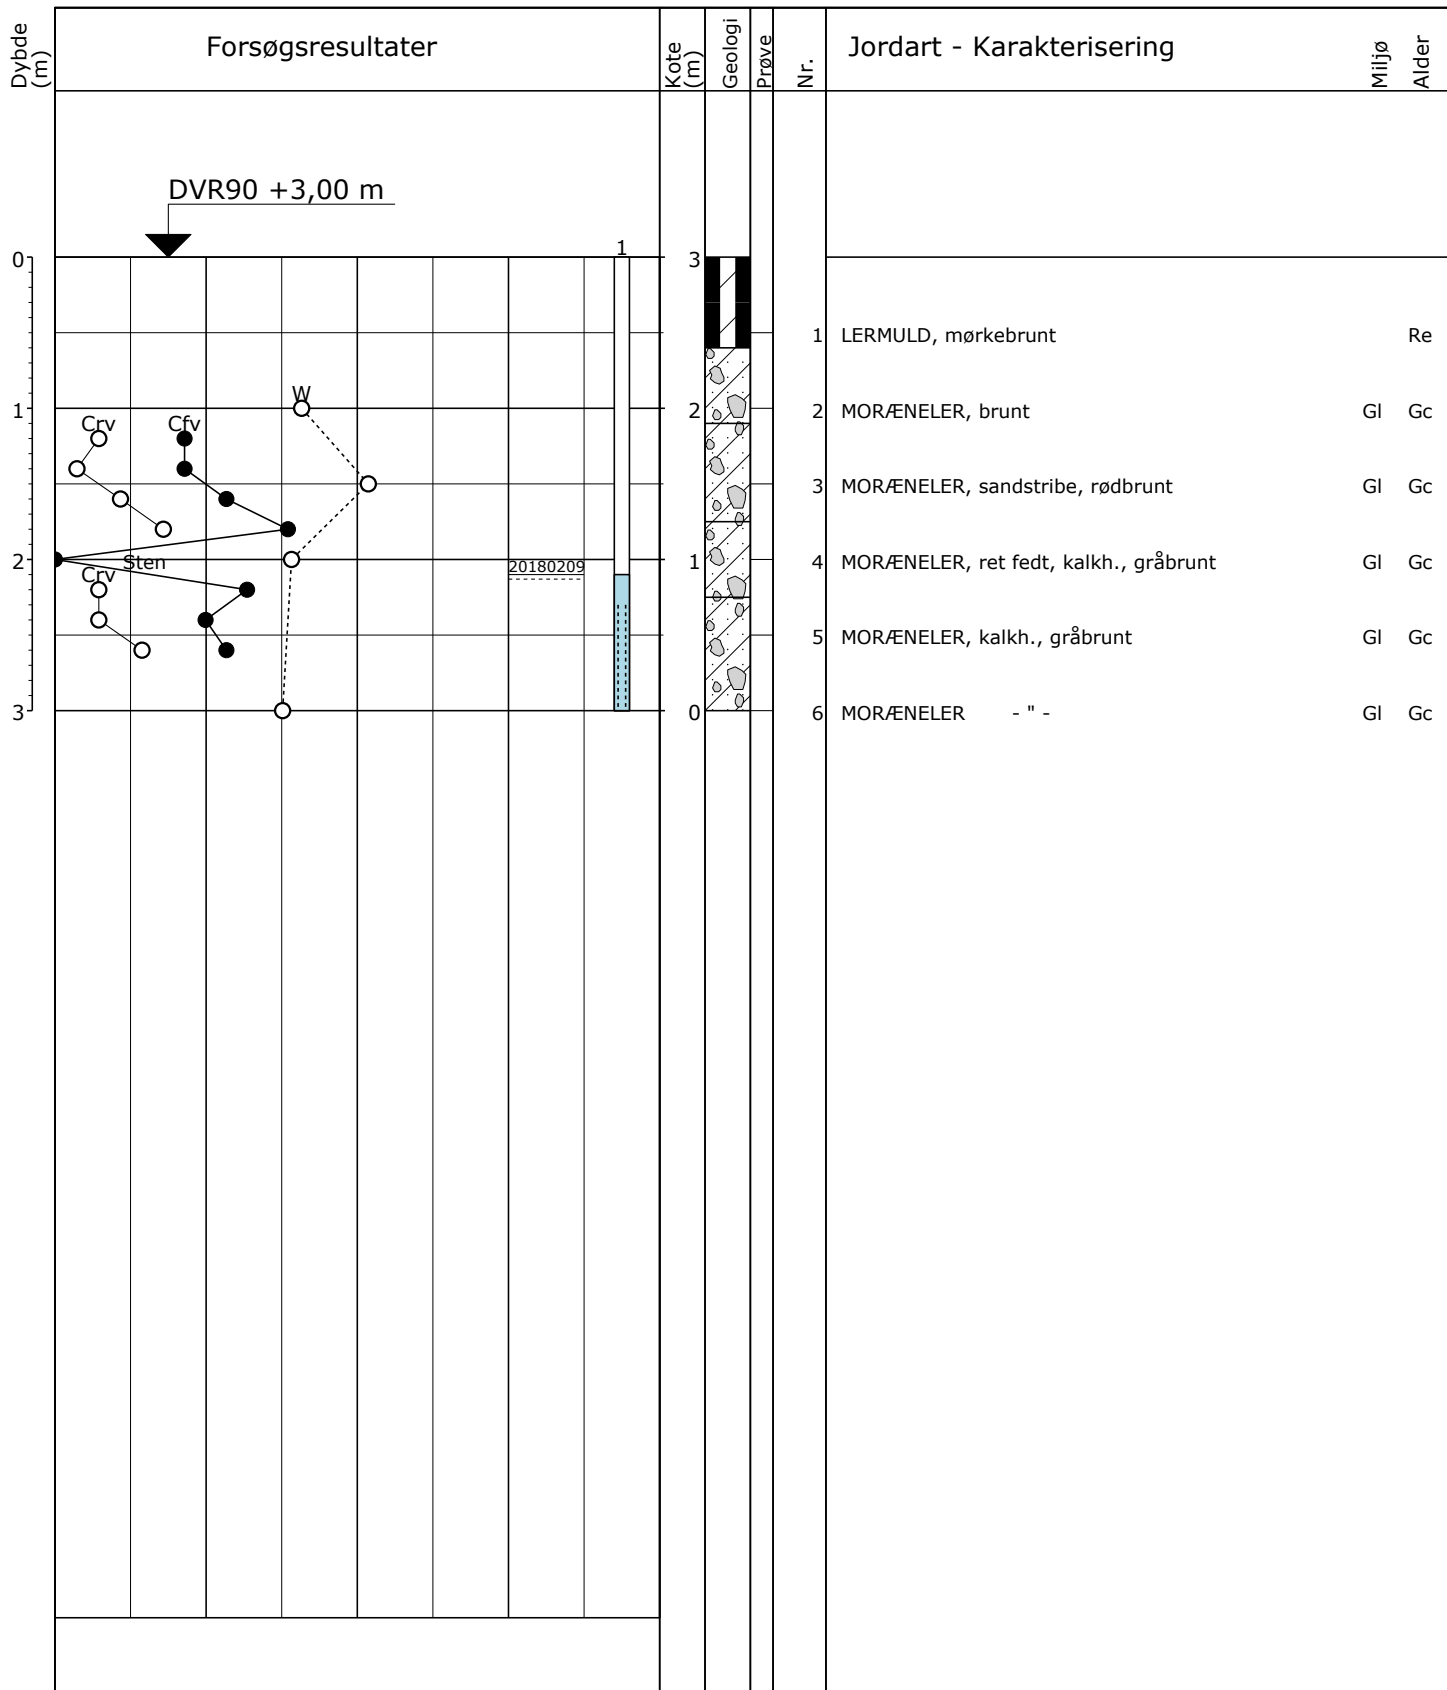 Dybde (m)
Forsøgsresultater
Kote (m)
Geologi
Prøve
Nr.
Jordart - Karakterisering
Miljø
Alder
DVR90 +3,00 m
1
0
3
1 LERMULD, mørkebrunt Re
W
1
2
2 MORÆNELER, brunt Gl Gc
Crv Cfv
3 MORÆNELER, sandstribe, rødbrunt Gl Gc
2
Sten
20180209
1
4 MORÆNELER, ret fedt, kalkh., gråbrunt Gl Gc
Crv
5 MORÆNELER, kalkh., gråbrunt Gl Gc
3
0
6 MORÆNELER - " - Gl Gc